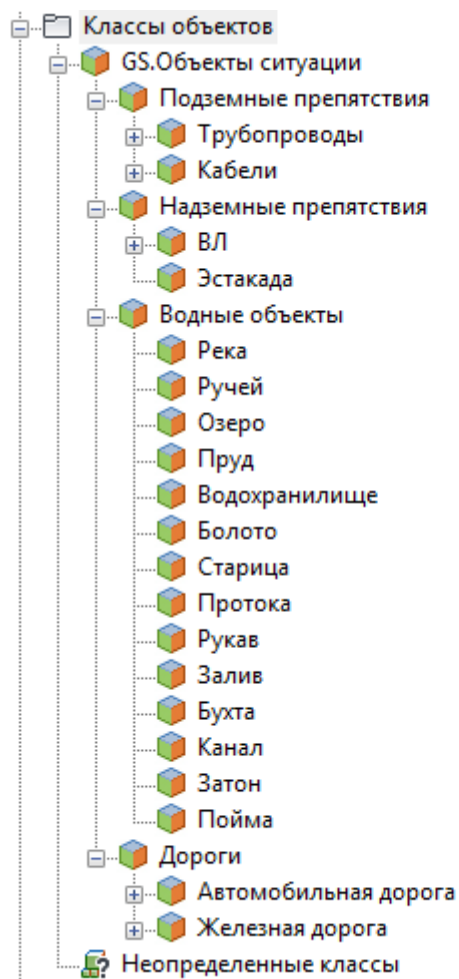 Классы объектов
GS.Объекты ситуации
Подземные препятствия
Трубопроводы
Кабели
Надземные препятствия
ВЛ
Эстакада
Водные объекты
Река
Ручей
Озеро
Пруд
Водохранилище
Болото
Старица
Протока
Рукав
Залив
Бухта
Канал
Затон
Пойма
Дороги
Автомобильная дорога
Железная дорога
Неопределенные классы